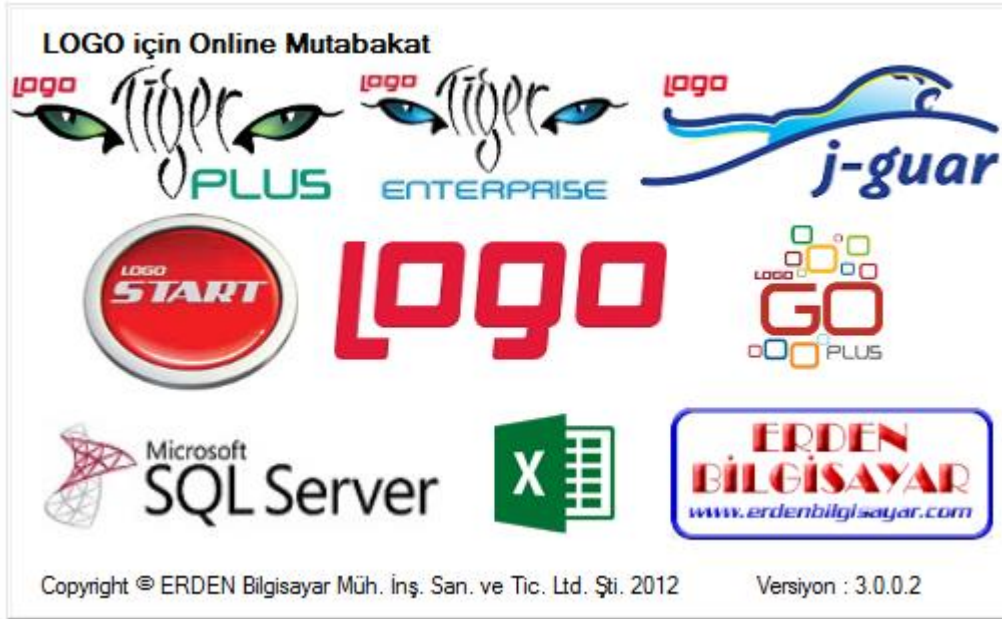 LOGO için Online Mutabakat
LOGO
Tiger
PLUS
LOGO
Tiger
ENTERPRISE
LOGO
j-guar
LOGO
START
LOGO
LOGO
GO
PLUS
Microsoft
SQL Server
X
ERDEN
BİLGİSAYAR
www.erdenbilgisayar.com
Copyright © ERDEN Bilgisayar Müh. İnş. San. ve Tic. Ltd. Şti. 2012
Versiyon : 3.0.0.2